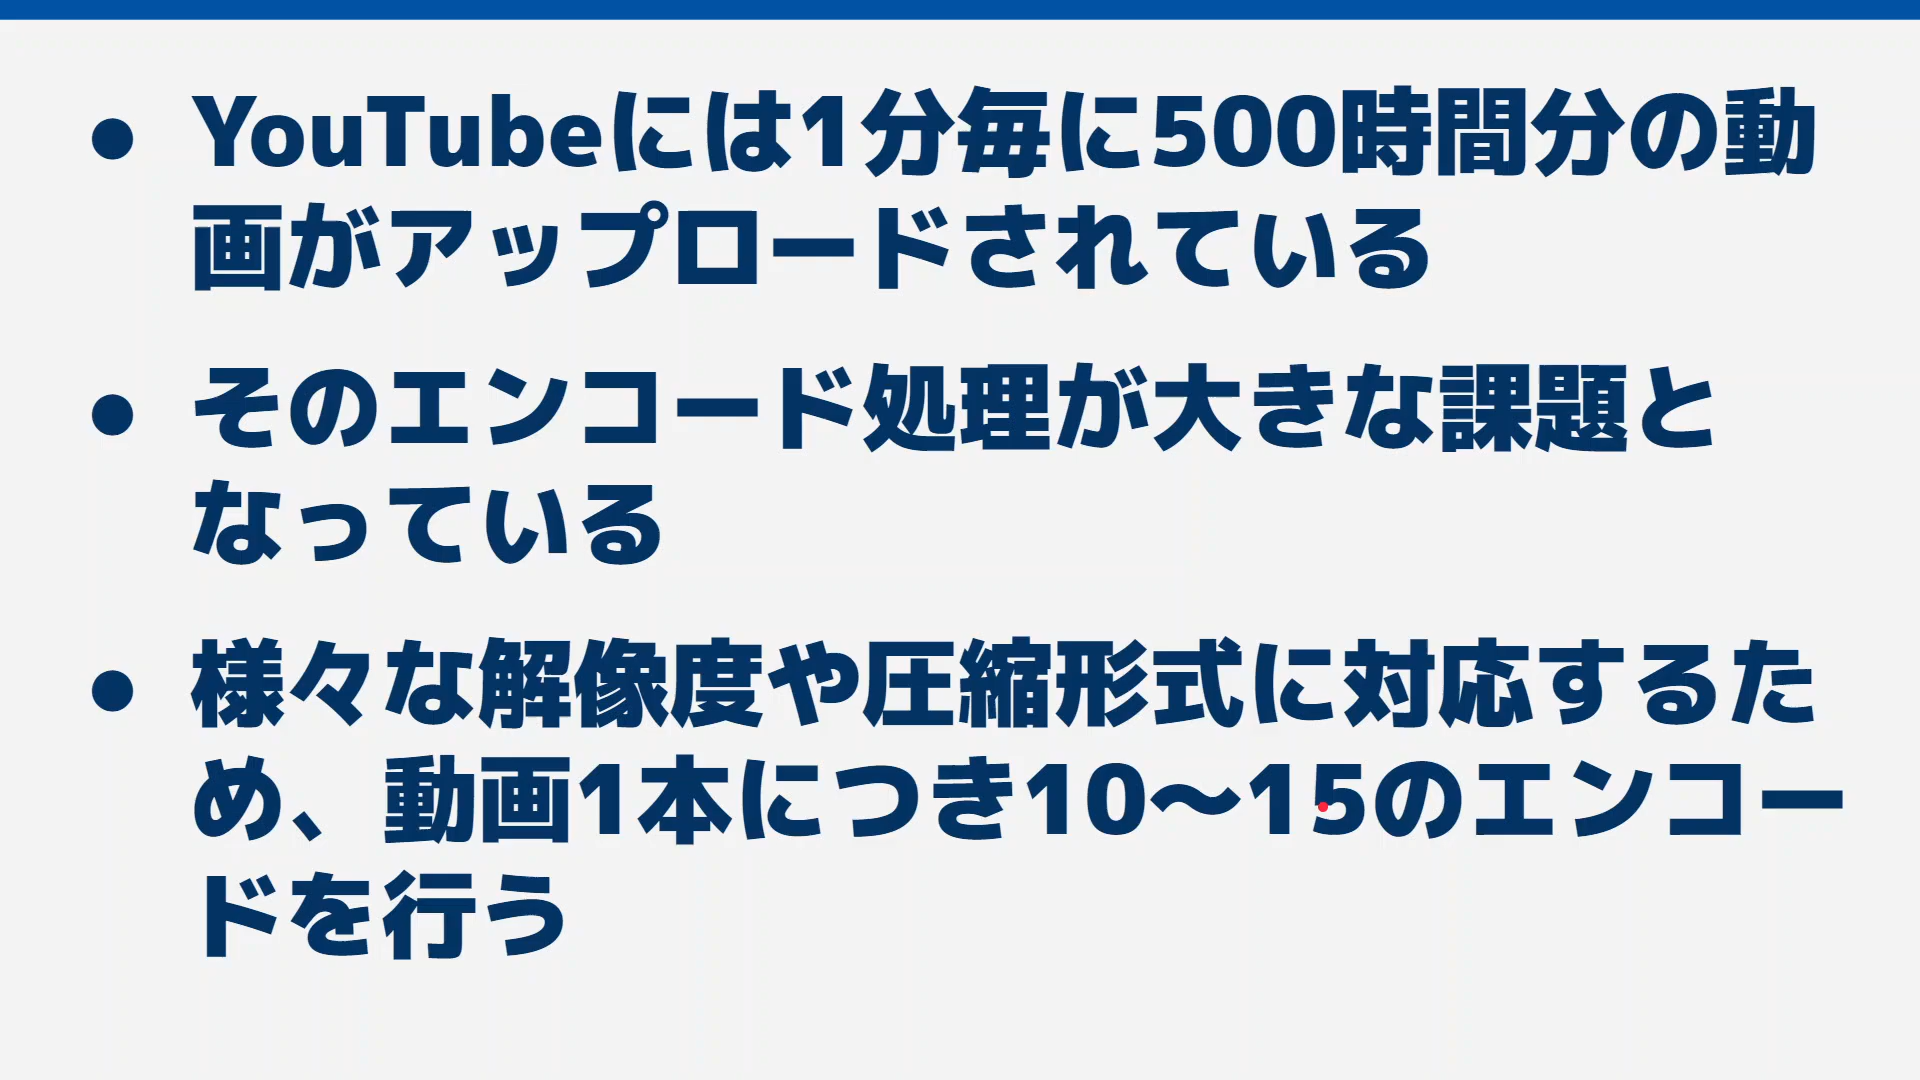 ● YouTubeには1分毎に500時間分の動
画がアップロードされている
● そのエンコード処理が大きな課題と
なっている
● 様々な解像度や圧縮形式に対応するた
め、動画1本につき10〜15のエンコー
ドを行う